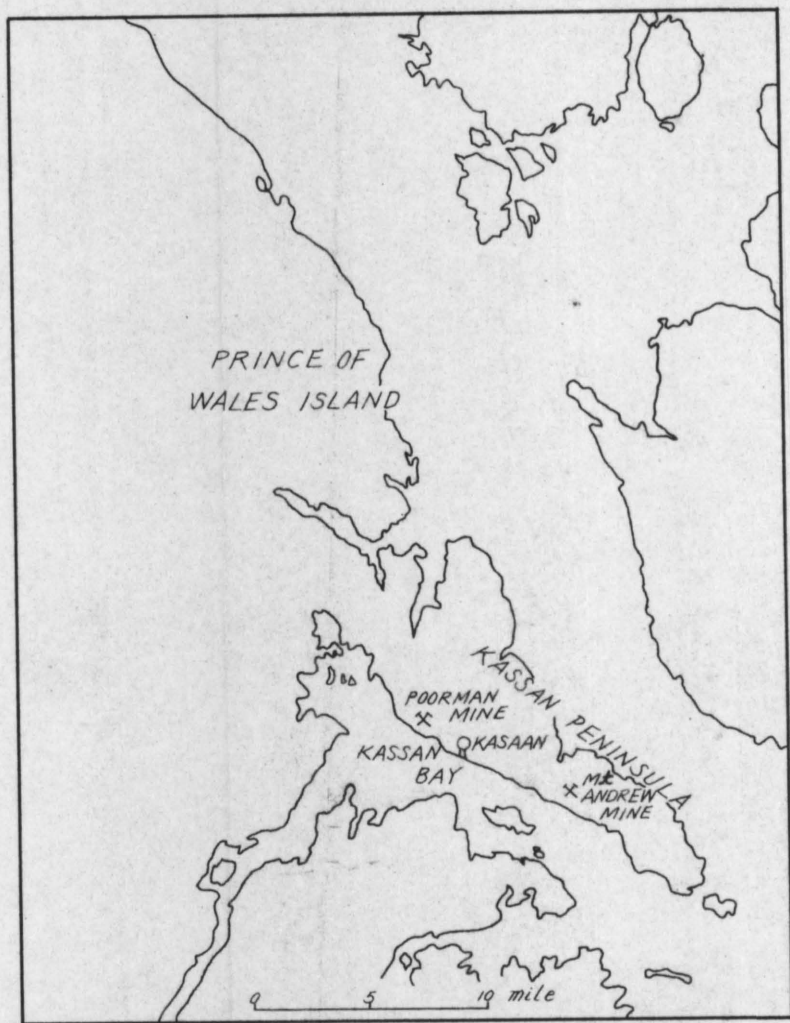 PRINCE OF
WALES ISLAND
KASSAN PENINSULA
POORMAN
MINE
KASAAN
KASSAN
BAY
Mt
ANDREW
MINE
0 5 10 mile